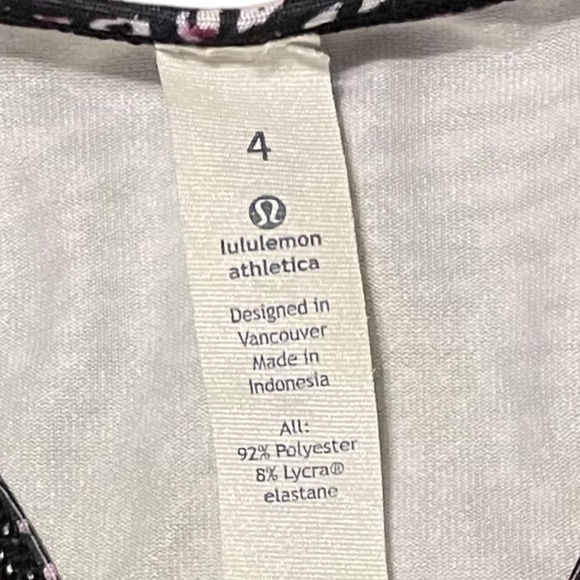 4
lululemon
athletica
Designed in
Vancouver
Made in
Indonesia
All:
92% Polyester
8% Lycra®
elastane